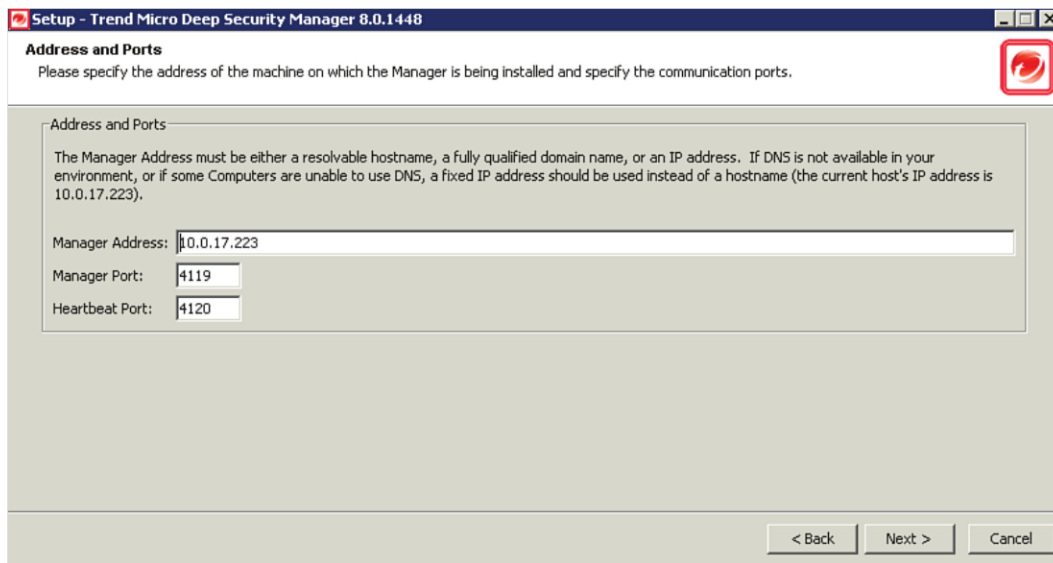 Setup - Trend Micro Deep Security Manager 8.0.1448
Address and Ports
Please specify the address of the machine on which the Manager is being installed and specify the communication ports.
Address and Ports
The Manager Address must be either a resolvable hostname, a fully qualified domain name, or an IP address. If DNS is not available in your
environment, or if some Computers are unable to use DNS, a fixed IP address should be used instead of a hostname (the current host's IP address is
10.0.17.223).
Manager Address: 10.0.17.223
Manager Port: 4119
Heartbeat Port: 4120
< Back Next > Cancel